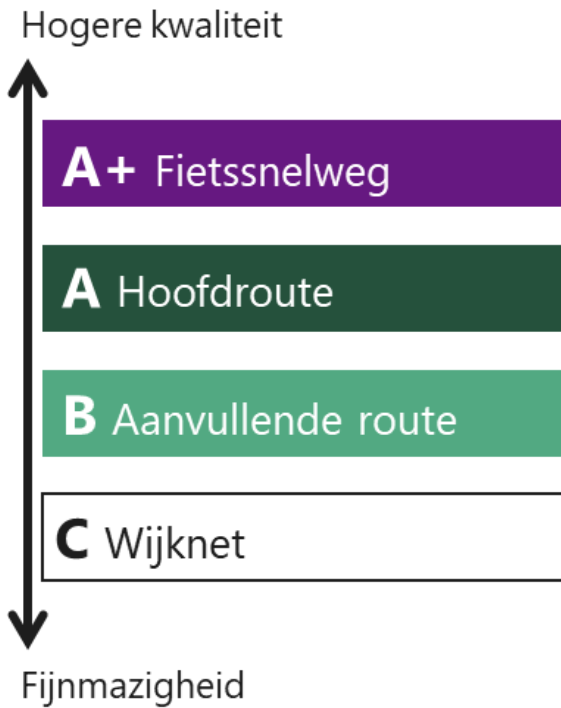 Hogere kwaliteit
A+ Fietssnelweg
A Hoofdroute
B Aanvullende route
C Wijknet
Fijnmazigheid